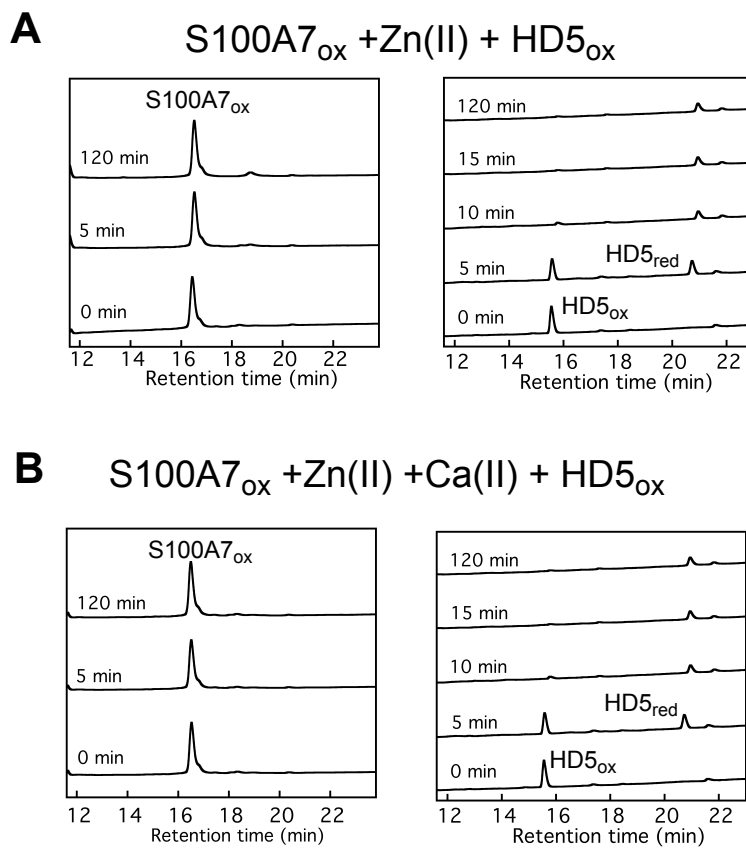 A
S100A7ox +Zn(II) + HD5ox
S100A7ox
120 min
5 min
0 min
12 14 16 18 20 22
Retention time (min)
120 min
15 min
10 min
5 min
HD5red
0 min
HD5ox
12 14 16 18 20 22
Retention time (min)
B
S100A7ox +Zn(II) +Ca(II) + HD5ox
S100A7ox
120 min
5 min
0 min
12 14 16 18 20 22
Retention time (min)
120 min
15 min
10 min
5 min
HD5red
0 min
HD5ox
12 14 16 18 20 22
Retention time (min)